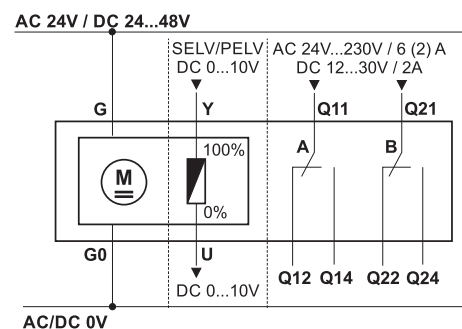 AC 24V / DC 24...48V
SELV/PELV
DC 0...10V
AC 24V...230V / 6 (2) A
DC 12...30V / 2A
G
Y
Q11
Q21
100%
A
B
M
0%
G0
U
Q12
Q14
Q22
Q24
DC 0...10V
AC/DC 0V